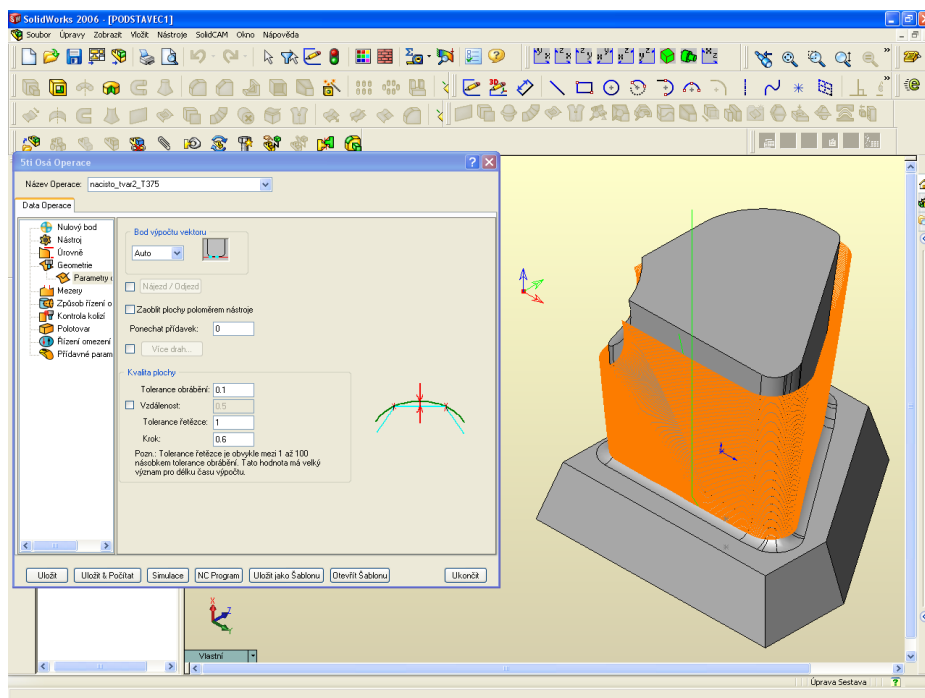 SolidWorks 2006 - [PODSTAVEC1]
Soubor Úpravy Zobrazit Vložit Nástroje SolidCAM Okno Nápověda
5ti Osá Operace
Název Operace: nacisto_tvar2_T375
Data Operace
Nulový bod
Nástroj
Úrovně
Geometrie
Parametry
Mezery
Způsob řízení o
Kontrola kolizí
Polotovar
Řízení omezení
Přídavné param
Bod výpočtu vektoru
Auto
Nájezd / Odjezd
Zaoblit plochy poloměrem nástroje
Ponechat přídavek: 0
Více drah...
Kvalita plochy
Tolerance obrábění: 0.1
Vzdálenost: 0.5
Tolerance řetězce: 1
Krok: 0.6
Pozn.: Tolerance řetězce je obvykle mezi 1 až 100
násobkem tolerance obrábění. Tato hodnota má velký
význam pro délku času výpočtu.
Uložit Uložit & Počítat Simulace NC Program Uložit jako Šablonu Otevřít Šablonu Ukončit
X
Z
Y
Vlastní
Úprava Sestava